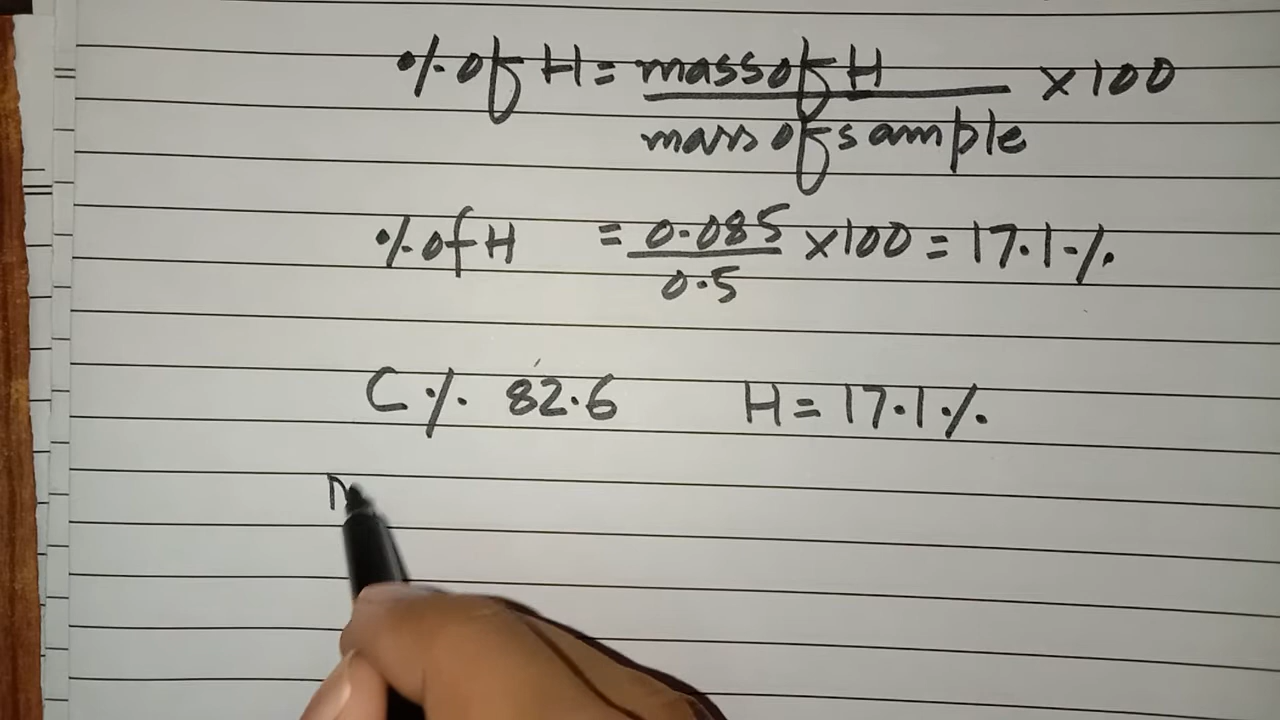 % of H = mass of H / mass of sample × 100
% of H = 0.085 / 0.5 × 100 = 17.1%
C % 82.6 H = 17.1%